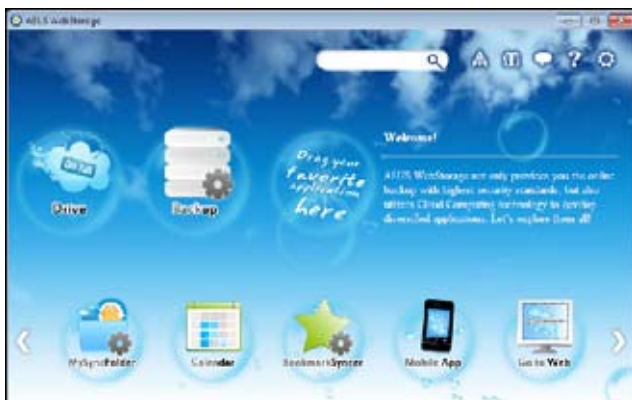 ASUS WebStorage
Welcome!
Drag your
favorite
application
here
ASUS WebStorage not only provides you the online
backup with highest security standards, but also
utilizes Cloud Computing technology to develop
diversified applications. Let's explore them all!
Drive
Backup
MySyncFolder
Calendar
BookmarkSyncer
Mobile App
Go to Web